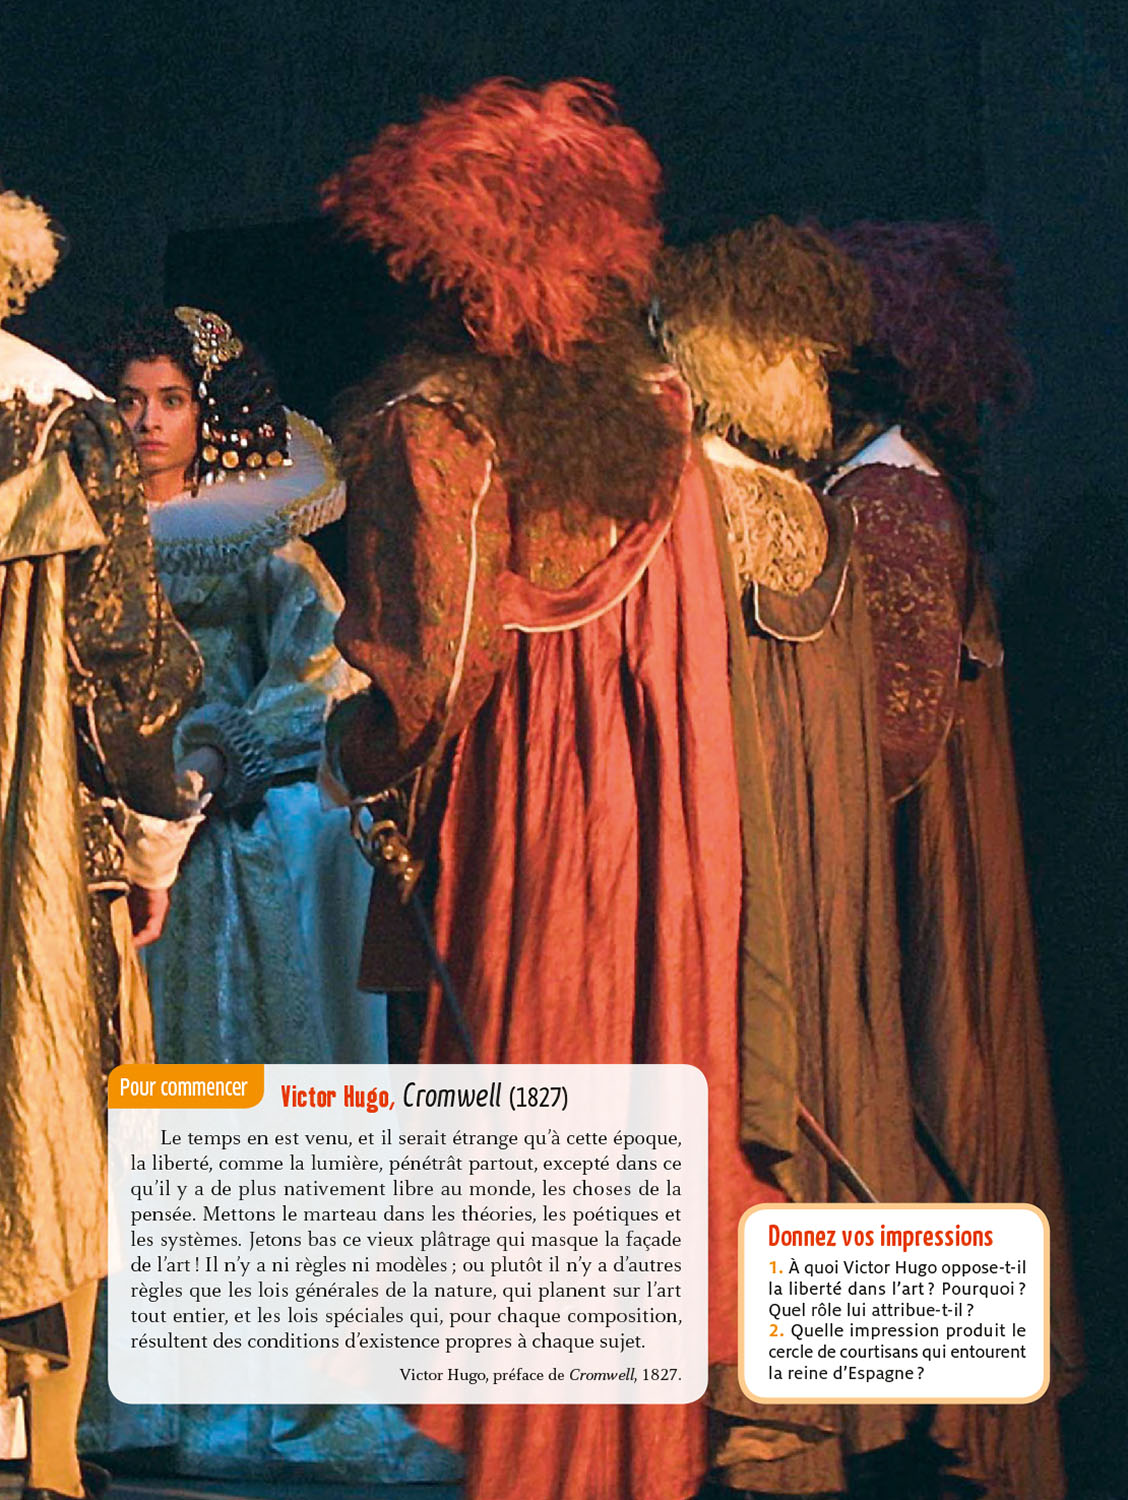 Pour commencer
Victor Hugo, Cromwell (1827)
Le temps en est venu, et il serait étrange qu’à cette époque,
la liberté, comme la lumière, pénétrât partout, excepté dans ce
qu’il y a de plus nativement libre au monde, les choses de la
pensée. Mettons le marteau dans les théories, les poétiques et
les systèmes. Jetons bas ce vieux plâtrage qui masque la façade
de l’art ! Il n’y a ni règles ni modèles ; ou plutôt il n’y a d’autres
règles que les lois générales de la nature, qui planent sur l’art
tout entier, et les lois spéciales qui, pour chaque composition,
résultent des conditions d’existence propres à chaque sujet.
Victor Hugo, préface de Cromwell, 1827.
Donnez vos impressions
1. À quoi Victor Hugo oppose-t-il
la liberté dans l’art ? Pourquoi ?
Quel rôle lui attribue-t-il ?
2. Quelle impression produit le
cercle de courtisans qui entourent
la reine d’Espagne ?